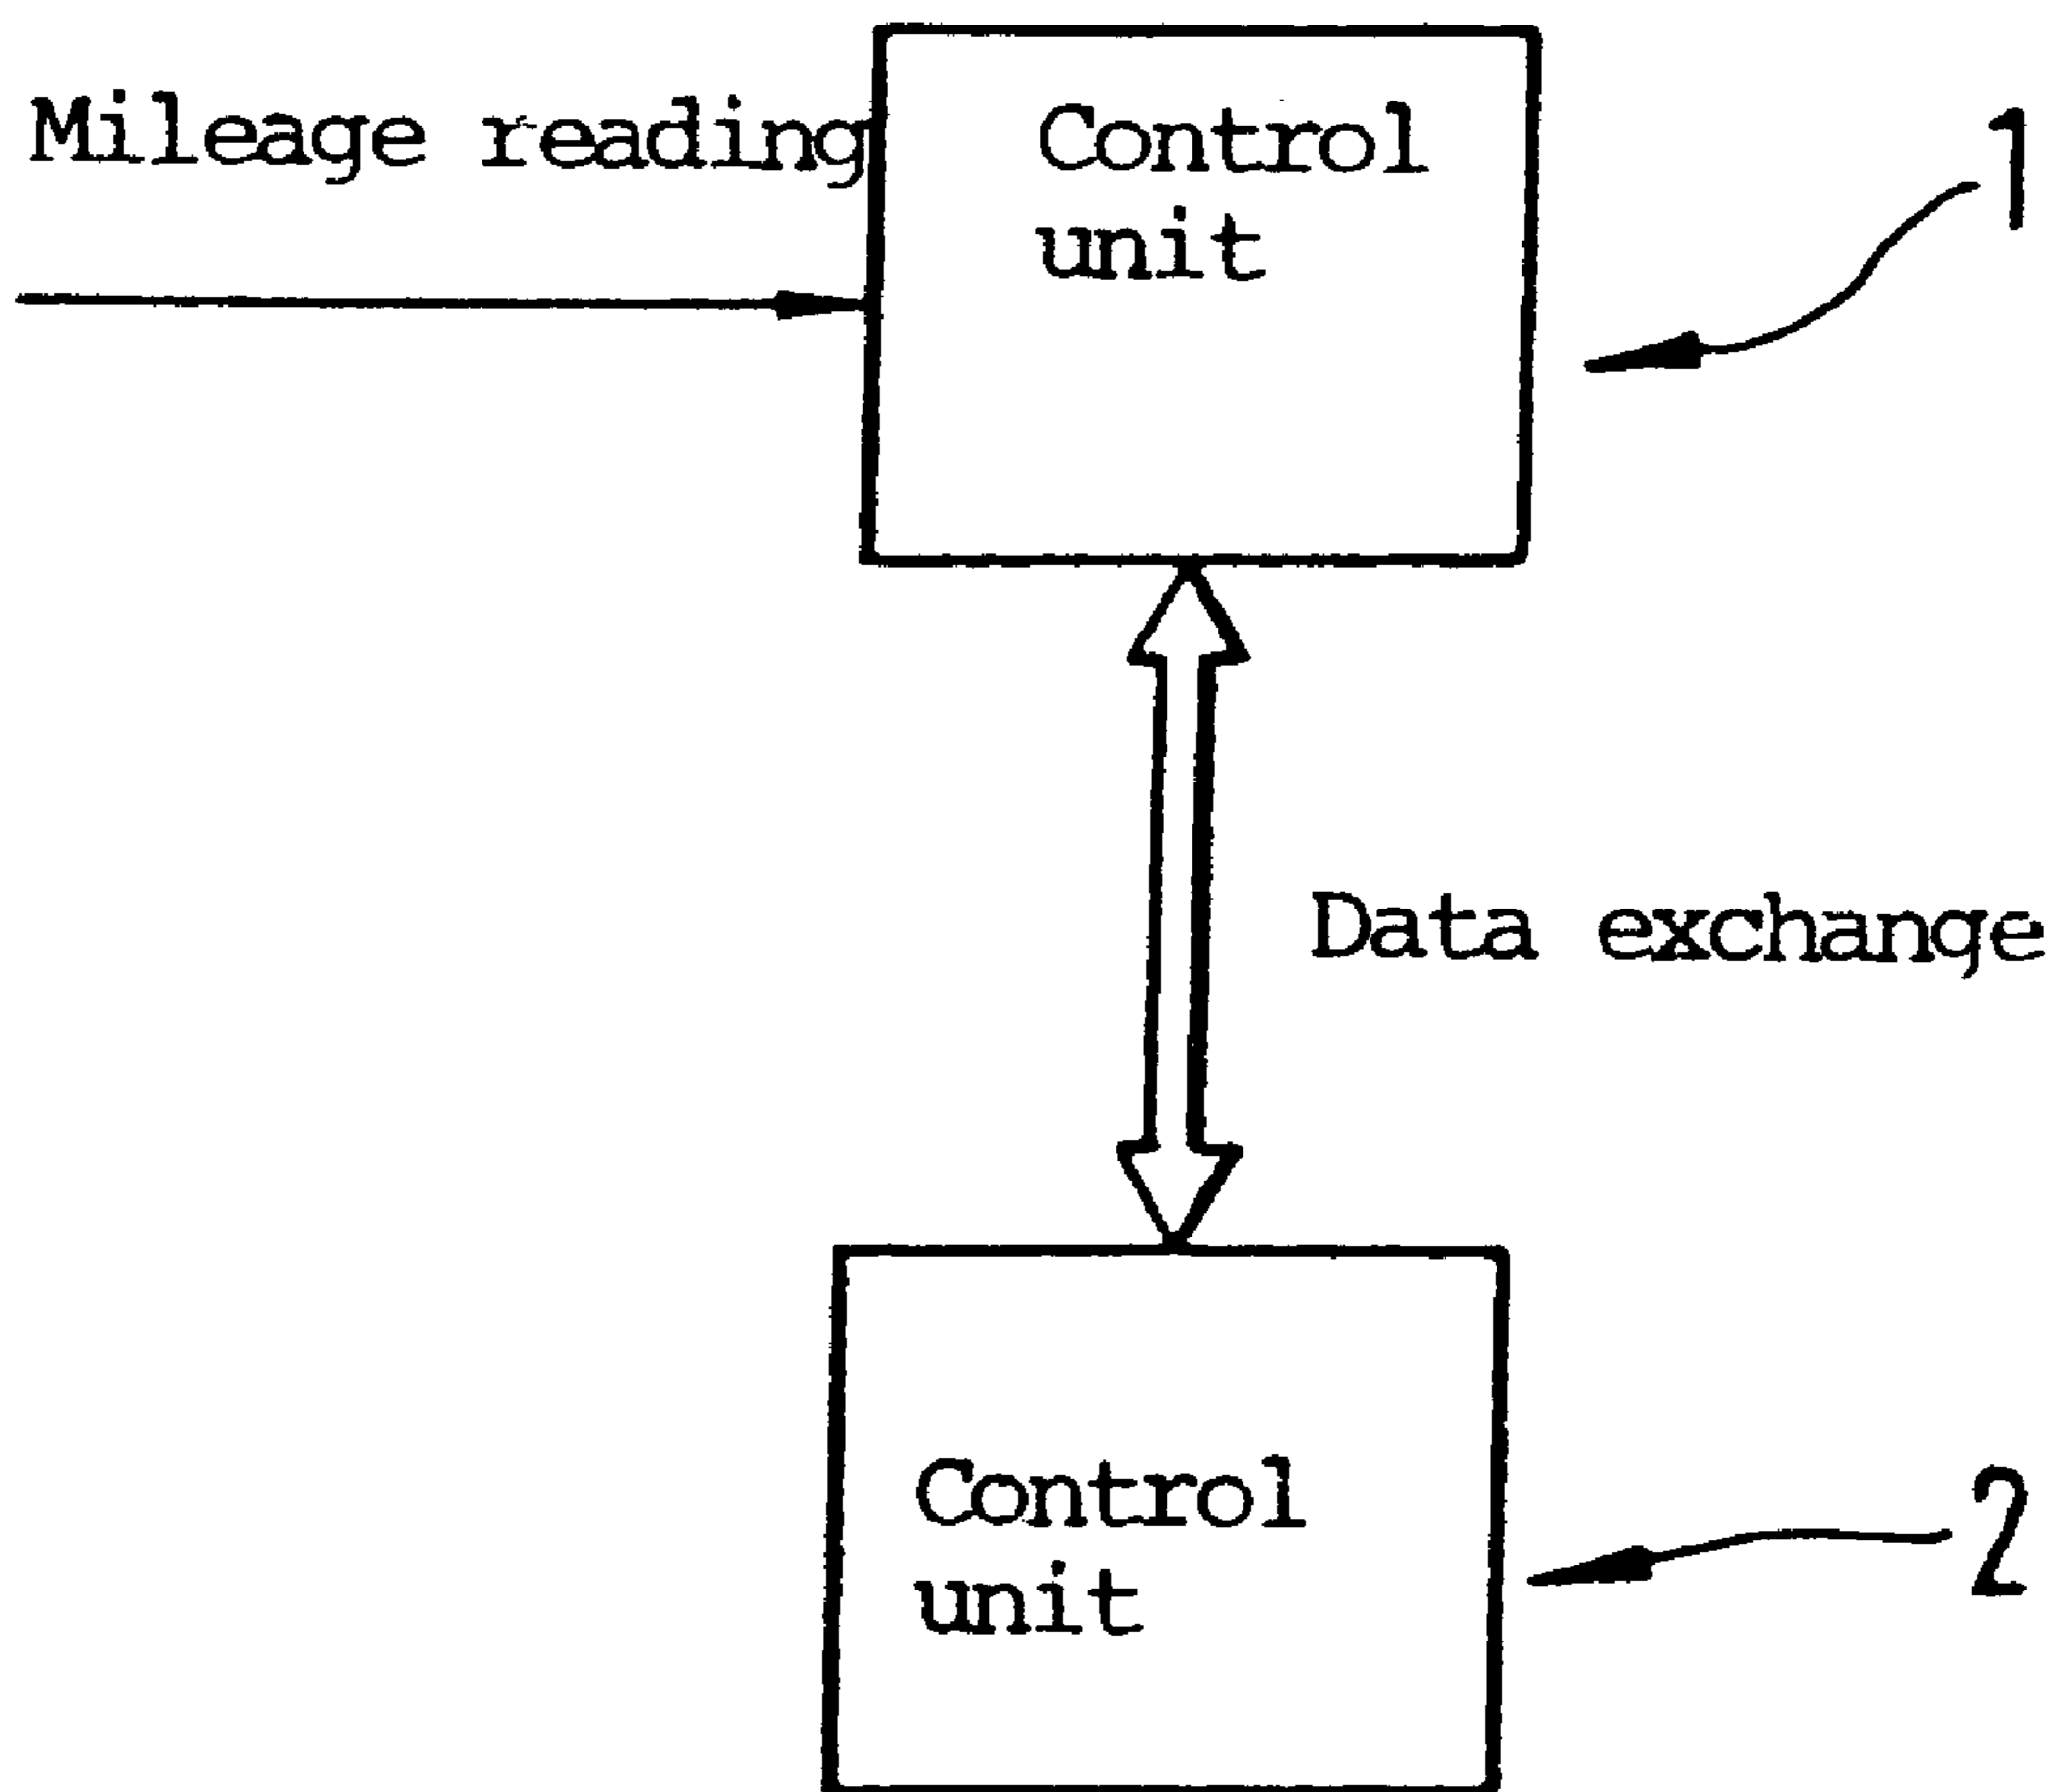 Mileage reading
Control
unit
1
Data exchange
Control
unit
2